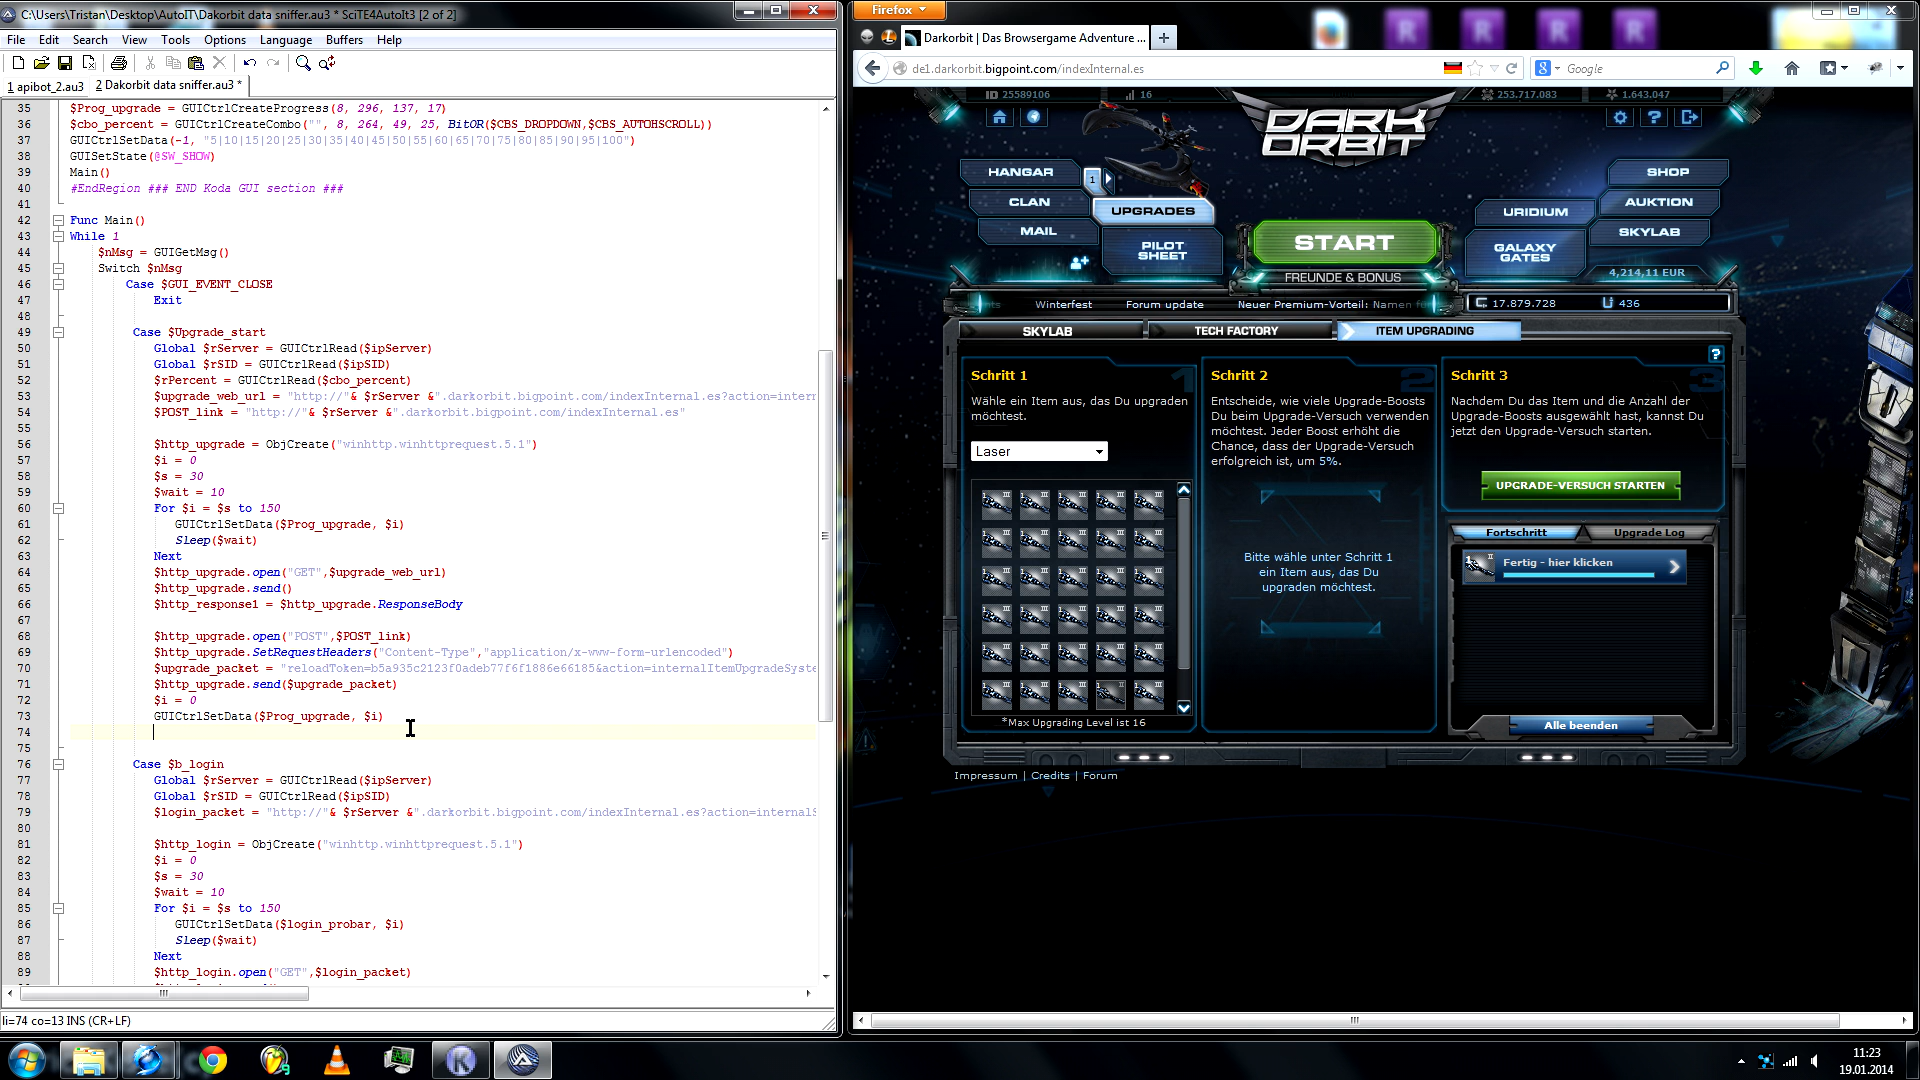 C:\Users\Tristan\Desktop\AutoIT\Dakorbit data sniffer.au3 * SciTE4AutoIt3 [2 of 2]
File Edit Search View Tools Options Language Buffers Help
1 apibot_2.au3 2 Dakorbit data sniffer.au3 *
35 $Prog_upgrade = GUICtrlCreateProgress(8, 296, 137, 17)
36 $cbo_percent = GUICtrlCreateCombo("", 8, 264, 49, 25, BitOR($CBS_DROPDOWN,$CBS_AUTOHSCROLL))
37 GUICtrlSetData(-1, "5|10|15|20|25|30|35|40|45|50|55|60|65|70|75|80|85|90|95|100")
38 GUISetState(@SW_SHOW)
39 Main()
40 #EndRegion ### END Koda GUI section ###
41
42 Func Main()
43 While 1
44 $nMsg = GUIGetMsg()
45 Switch $nMsg
46 Case $GUI_EVENT_CLOSE
47 Exit
48
49 Case $Upgrade_start
50 Global $rServer = GUICtrlRead($ipServer)
51 Global $rSID = GUICtrlRead($ipSID)
52 $rPercent = GUICtrlRead($cbo_percent)
53 $upgrade_web_url = "http://"& $rServer &".darkorbit.bigpoint.com/indexInternal.es?action=interr
54 $POST_link = "http://"& $rServer &".darkorbit.bigpoint.com/indexInternal.es"
55
56 $http_upgrade = ObjCreate("winhttp.winhttprequest.5.1")
57 $i = 0
58 $s = 30
59 $wait = 10
60 For $i = $s to 150
61 GUICtrlSetData($Prog_upgrade, $i)
62 Sleep($wait)
63 Next
64 $http_upgrade.open("GET",$upgrade_web_url)
65 $http_upgrade.send()
66 $http_response1 = $http_upgrade.ResponseBody
67
68 $http_upgrade.open("POST",$POST_link)
69 $http_upgrade.SetRequestHeaders("Content-Type","application/x-www-form-urlencoded")
70 $upgrade_packet = "reloadToken=b5a935c2123f0adeb77f6f1886e66185&action=internalItemUpgradeSyste
71 $http_upgrade.send($upgrade_packet)
72 $i = 0
73 GUICtrlSetData($Prog_upgrade, $i)
74
75
76 Case $b_login
77 Global $rServer = GUICtrlRead($ipServer)
78 Global $rSID = GUICtrlRead($ipSID)
79 $login_packet = "http://"& $rServer &".darkorbit.bigpoint.com/indexInternal.es?action=internalS
80
81 $http_login = ObjCreate("winhttp.winhttprequest.5.1")
82 $i = 0
83 $s = 30
84 $wait = 10
85 For $i = $s to 150
86 GUICtrlSetData($login_probar, $i)
87 Sleep($wait)
88 Next
89 $http_login.open("GET",$login_packet)
li=74 co=13 INS (CR+LF)
Firefox
Darkorbit | Das Browsergame Adventure ...
de1.darkorbit.bigpoint.com/indexInternal.es
Google
ID 25589106 16 253.717.083 1.643.047
DARK ORBIT
HANGAR
CLAN
MAIL
1
UPGRADES
PILOT SHEET
START
FREUNDE & BONUS
URIDIUM
GALAXY GATES
SHOP
AUKTION
SKYLAB
4,214,11 EUR
Winterfest Forum update Neuer Premium-Vorteil: Namen
17.879.728 436
SKYLAB TECH FACTORY ITEM UPGRADING
Schritt 1
Wähle ein Item aus, das Du upgraden
möchtest.
Laser
*Max Upgrading Level ist 16
Schritt 2
Entscheide, wie viele Upgrade-Boosts
Du beim Upgrade-Versuch verwenden
möchtest. Jeder Boost erhöht die
Chance, dass der Upgrade-Versuch
erfolgreich ist, um 5%.
Bitte wähle unter Schritt 1
ein Item aus, das Du
upgraden möchtest.
Schritt 3
Nachdem Du das Item und die Anzahl der
Upgrade-Boosts ausgewählt hast, kannst Du
jetzt den Upgrade-Versuch starten.
UPGRADE-VERSUCH STARTEN
Fortschritt Upgrade Log
Fertig - hier klicken
Alle beenden
Impressum | Credits | Forum
11:23
19.01.2014